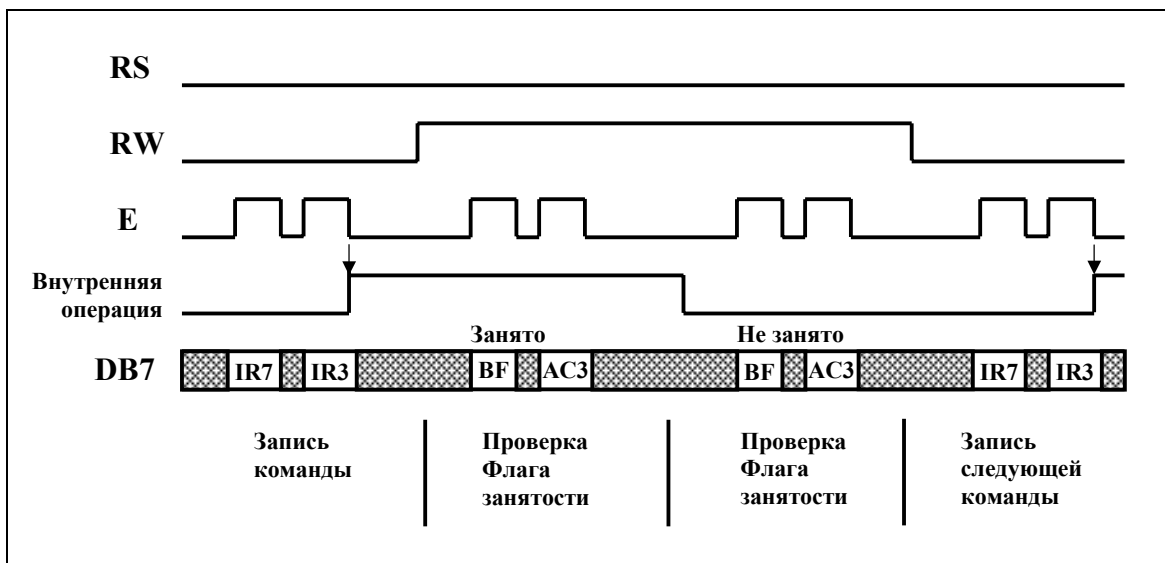 RS
RW
E
Внутренняя
операция
Занято
Не занято
DB7
IR7 IR3 BF AC3 BF AC3 IR7 IR3
Запись
команды
Проверка
Флага
занятости
Проверка
Флага
занятости
Запись
следующей
команды